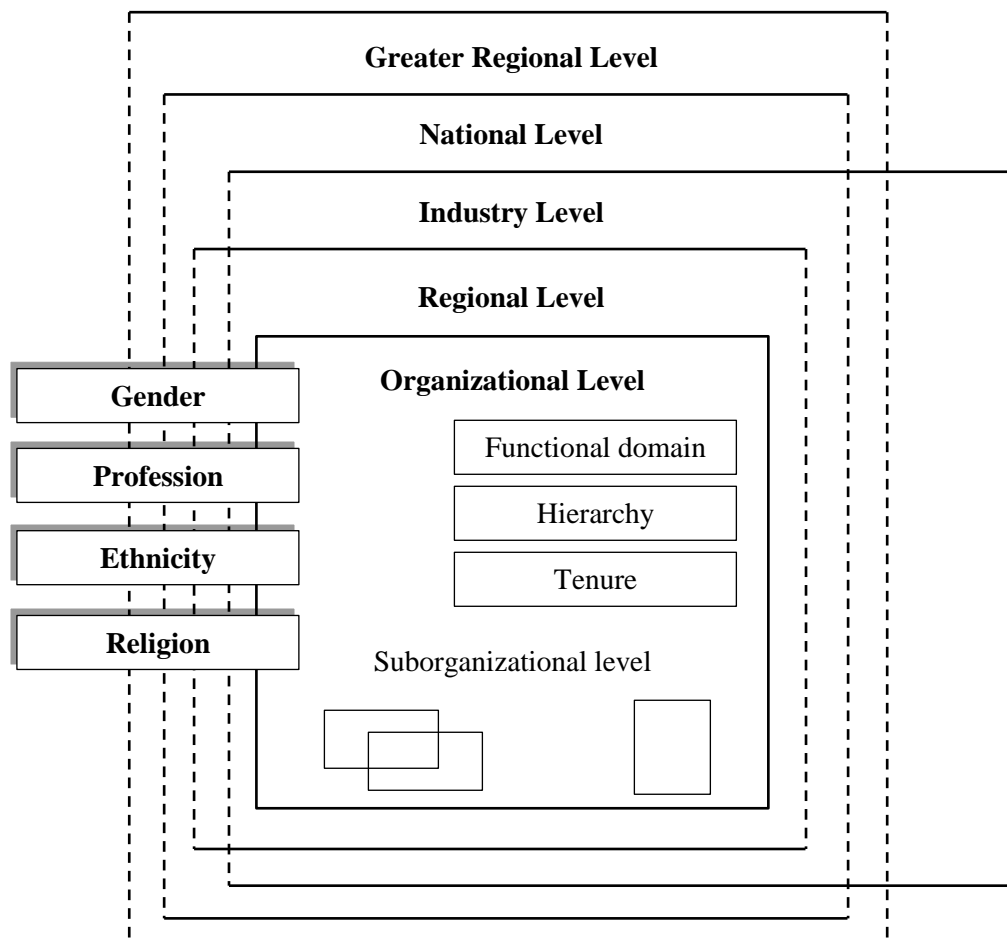 Greater Regional Level
National Level
Industry Level
Regional Level
Organizational Level
Gender
Profession
Ethnicity
Religion
Functional domain
Hierarchy
Tenure
Suborganizational level